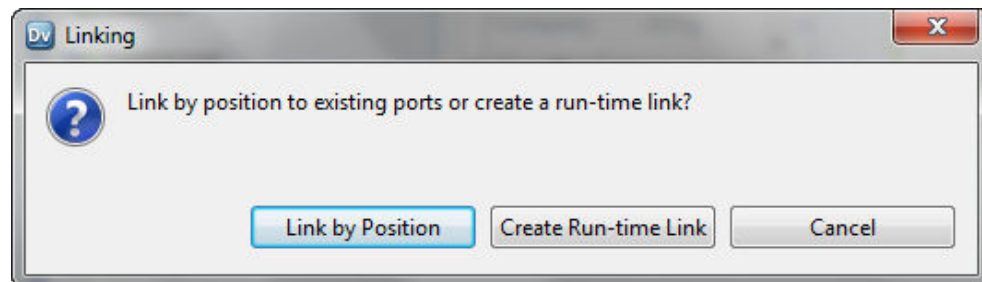 Dv Linking
Link by position to existing ports or create a run-time link?
Link by Position Create Run-time Link Cancel